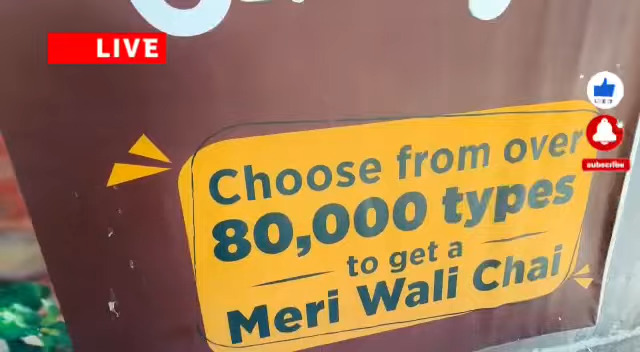 LIVE
Choose from over
80,000 types
to get a
Meri Wali Chai
subscribe